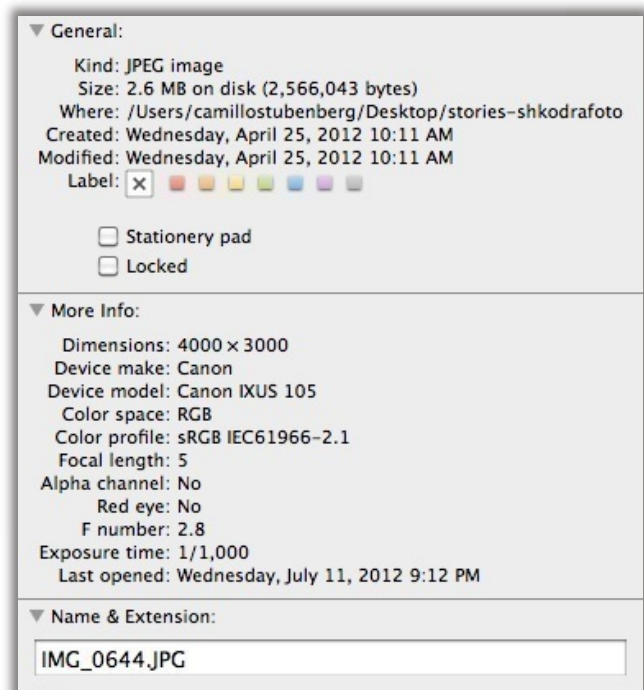 General:
Kind: JPEG image
Size: 2.6 MB on disk (2,566,043 bytes)
Where: /Users/camillostubenberg/Desktop/stories-shkodrafoto
Created: Wednesday, April 25, 2012 10:11 AM
Modified: Wednesday, April 25, 2012 10:11 AM
Label:
Stationery pad
Locked
More Info:
Dimensions: 4000 × 3000
Device make: Canon
Device model: Canon IXUS 105
Color space: RGB
Color profile: sRGB IEC61966-2.1
Focal length: 5
Alpha channel: No
Red eye: No
F number: 2.8
Exposure time: 1/1,000
Last opened: Wednesday, July 11, 2012 9:12 PM
Name & Extension:
IMG_0644.JPG